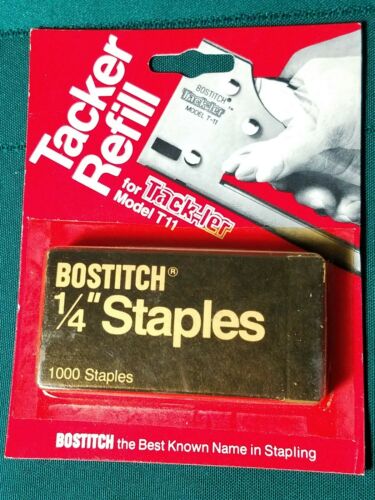 Tacker
Refill
for Tack-ler
Model T11
BOSTITCH
Tack-ler™
MODEL T-11
BOSTITCH®
1/4" Staples
1000 Staples
BOSTITCH the Best Known Name in Stapling